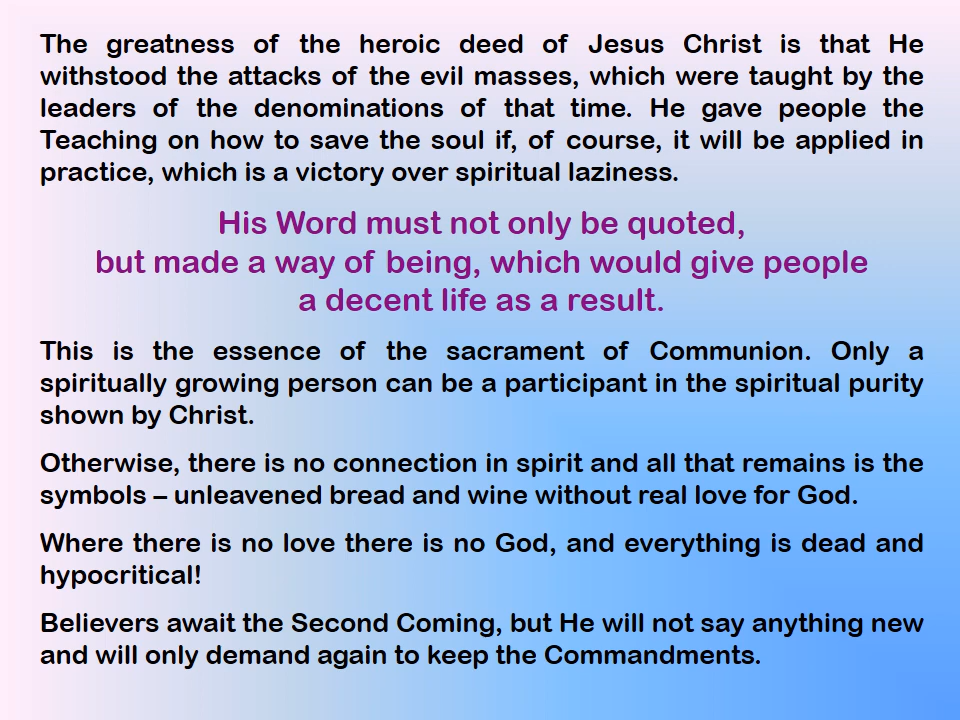 The greatness of the heroic deed of Jesus Christ is that He
withstood the attacks of the evil masses, which were taught by the
leaders of the denominations of that time. He gave people the
Teaching on how to save the soul if, of course, it will be applied in
practice, which is a victory over spiritual laziness.
His Word must not only be quoted,
but made a way of being, which would give people
a decent life as a result.
This is the essence of the sacrament of Communion. Only a
spiritually growing person can be a participant in the spiritual purity
shown by Christ.
Otherwise, there is no connection in spirit and all that remains is the
symbols – unleavened bread and wine without real love for God.
Where there is no love there is no God, and everything is dead and
hypocritical!
Believers await the Second Coming, but He will not say anything new
and will only demand again to keep the Commandments.